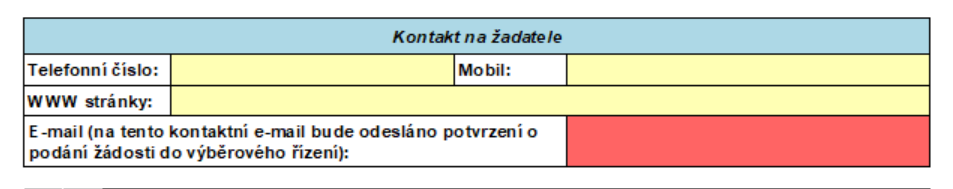 Kontakt na žadatele
Telefonní číslo: Mobil:
WWW stránky:
E-mail (na tento kontaktní e-mail bude odesláno potvrzení o
podání žádosti do výběrového řízení):